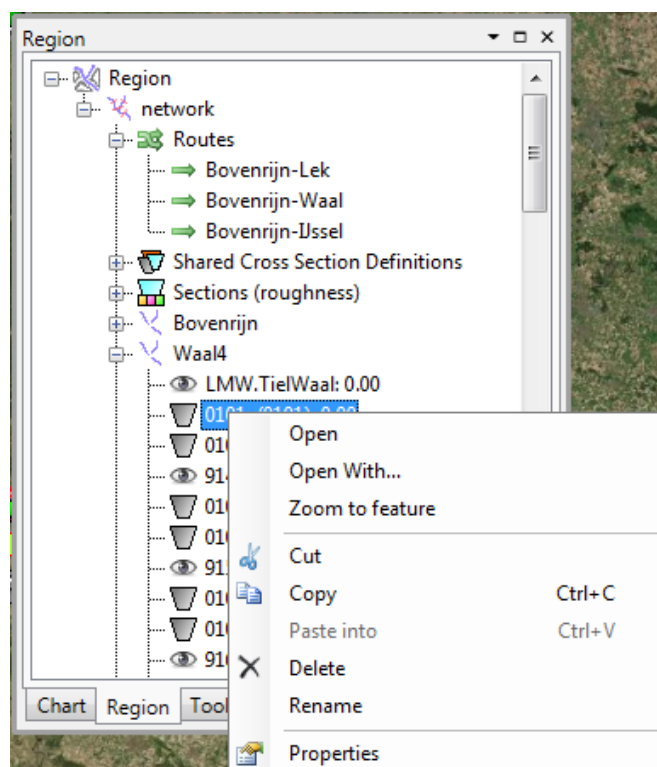 Region
Region
network
Routes
Bovenrijn-Lek
Bovenrijn-Waal
Bovenrijn-IJssel
Shared Cross Section Definitions
Sections (roughness)
Bovenrijn
Waal4
LMW.TielWaal: 0.00
Open
Open With...
Zoom to feature
Cut
Copy Ctrl+C
Paste into Ctrl+V
Delete
Rename
Chart Region
Properties